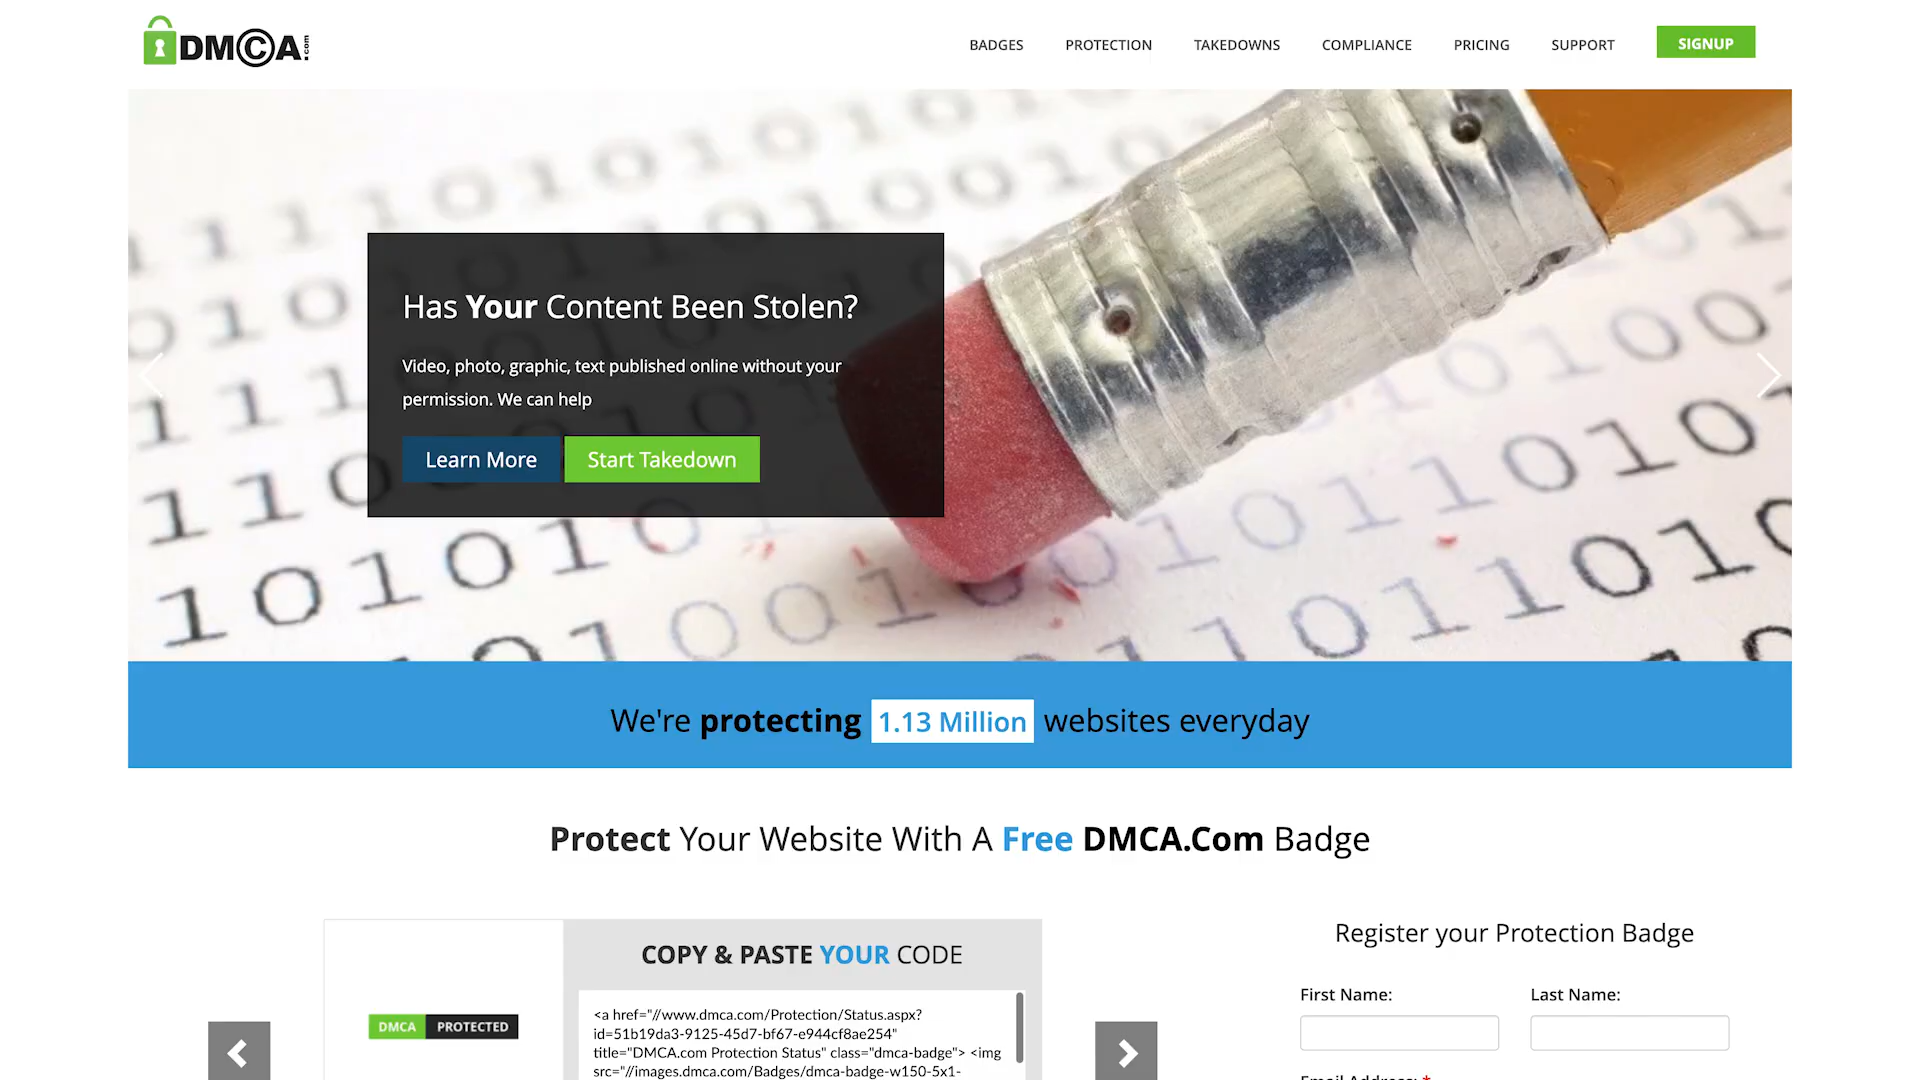 DMCA.com
BADGES PROTECTION TAKEDOWNS COMPLIANCE PRICING SUPPORT SIGNUP
Has Your Content Been Stolen?
Video, photo, graphic, text published online without your
permission. We can help
Learn More Start Takedown
We're protecting 1.13 Million websites everyday
Protect Your Website With A Free DMCA.Com Badge
DMCA PROTECTED
COPY & PASTE YOUR CODE
<a href="//www.dmca.com/Protection/Status.aspx?
id=51b19da3-9125-45d7-bf67-e944cf8ae254"
title="DMCA.com Protection Status" class="dmca-badge"> <img
src="//images.dmca.com/Badges/dmca-badge-w150-5x1-
Register your Protection Badge
First Name: Last Name:
Email Address: *